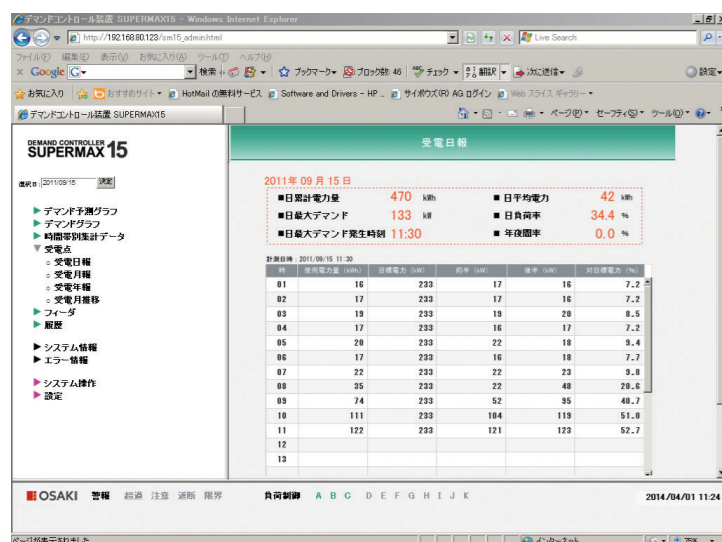 デマンドコントロール装置 SUPERMAX15 - Windows Internet Explorer
http://192.168.0.123/sm15_admin.html
Live Search
ファイル(F) 編集(E) 表示(V) お気に入り(A) ツール(T) ヘルプ(H)
Google 検索 ブックマーク ブロック数: 46 チェック 翻訳 次に送信 設定
お気に入り おすすめサイト HotMail の無料サービス Software and Drivers - HP ... サイボウズ(R) AG ログイン Web スライス ギャラリー
デマンドコントロール装置 SUPERMAX15 ページ(P) セーフティ(S) ツール(O)
DEMAND CONTROLLER
SUPERMAX 15
受電日報
選択日: 2011/09/15 決定
2011年 09 月 15 日
■日累計電力量 470 kWh ■日平均電力 42 kWh
■日最大デマンド 133 kW ■日負荷率 34.4 %
■日最大デマンド発生時刻 11:30 ■年夜間率 0.0 %
▶デマンド予測グラフ
▶デマンドグラフ
▶時間帯別集計データ
▼受電点
受電日報
受電月報
受電年報
受電月推移
▶フィーダ
▶履歴
▶システム情報
▶エラー情報
▶システム操作
▶設定
計測日時: 2011/09/15 11:30
時 使用電力量 (kWh) 目標電力 (kW) 前半 (kW) 後半 (kW) 対目標電力 (%)
01 16 233 17 16 7.2
02 17 233 17 16 7.2
03 19 233 19 20 8.5
04 17 233 16 17 7.2
05 20 233 22 18 9.4
06 17 233 16 18 7.7
07 22 233 22 23 9.8
08 35 233 22 48 20.6
09 74 233 52 95 40.7
10 111 233 104 119 51.0
11 122 233 121 123 52.7
12
13
OSAKI 警報 超過 注意 遮断 限界 負荷制御 A B C D E F G H I J K 2014/04/01 11:24
ページが表示されました インターネット 75%